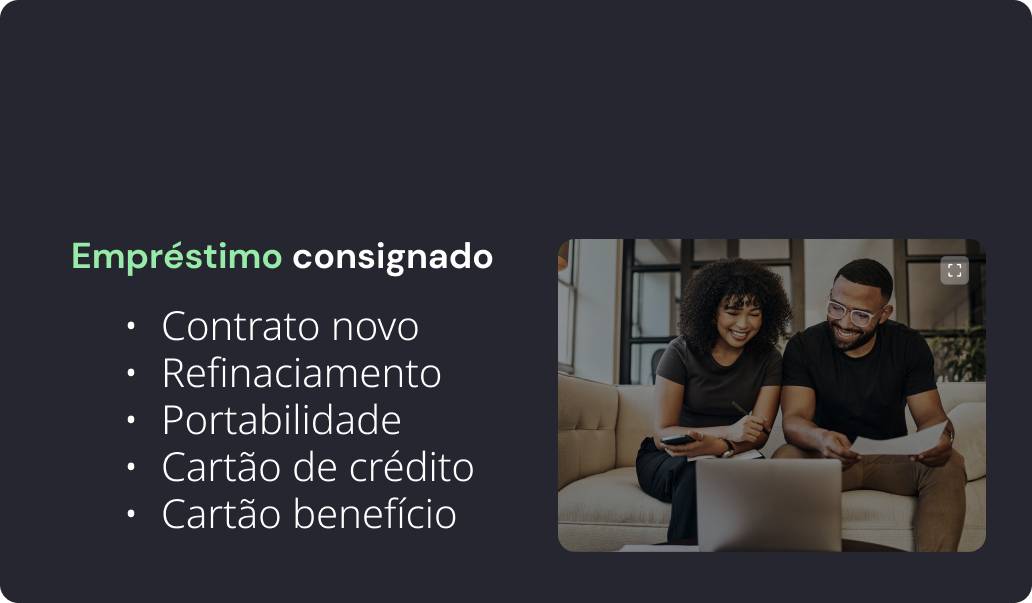 Empréstimo consignado
• Contrato novo
• Refinaciamento
• Portabilidade
• Cartão de crédito
• Cartão benefício